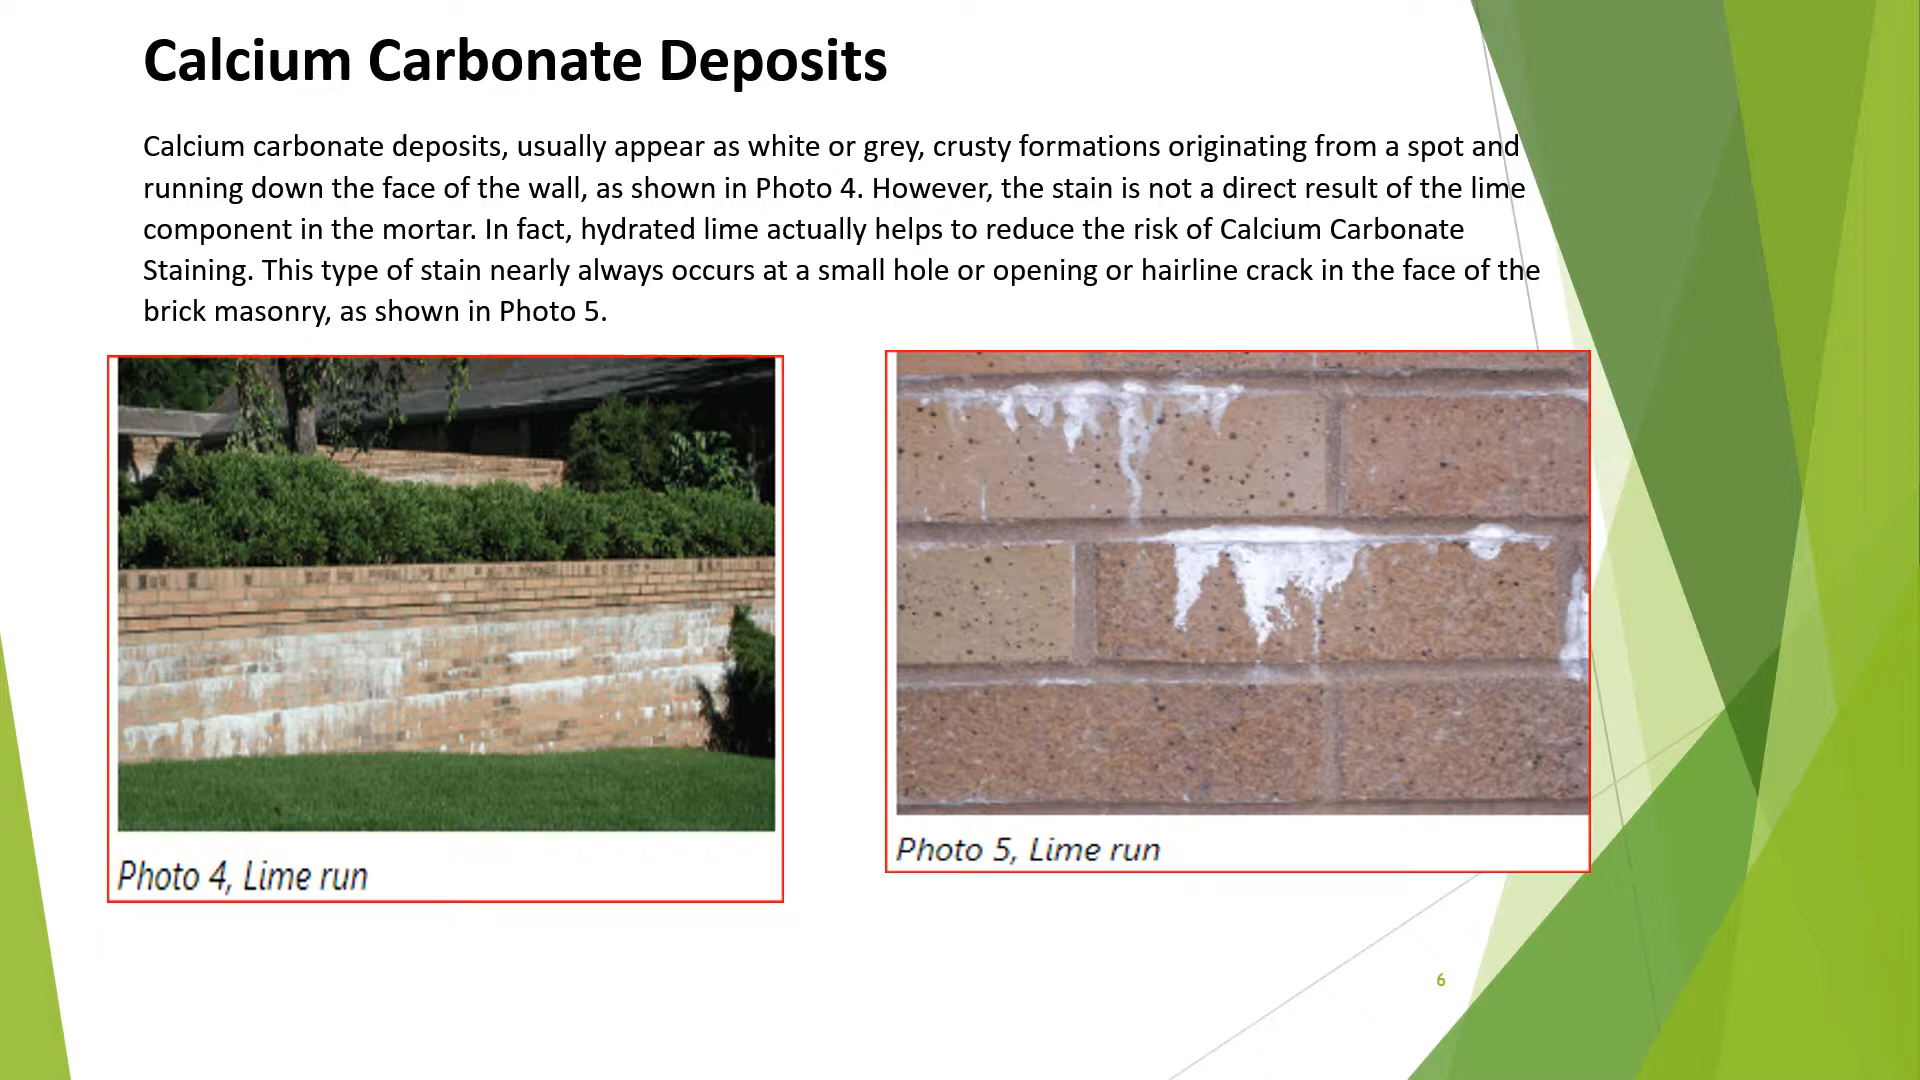 Calcium Carbonate Deposits
Calcium carbonate deposits, usually appear as white or grey, crusty formations originating from a spot and
running down the face of the wall, as shown in Photo 4. However, the stain is not a direct result of the lime
component in the mortar. In fact, hydrated lime actually helps to reduce the risk of Calcium Carbonate
Staining. This type of stain nearly always occurs at a small hole or opening or hairline crack in the face of the
brick masonry, as shown in Photo 5.
Photo 4, Lime run
Photo 5, Lime run
6